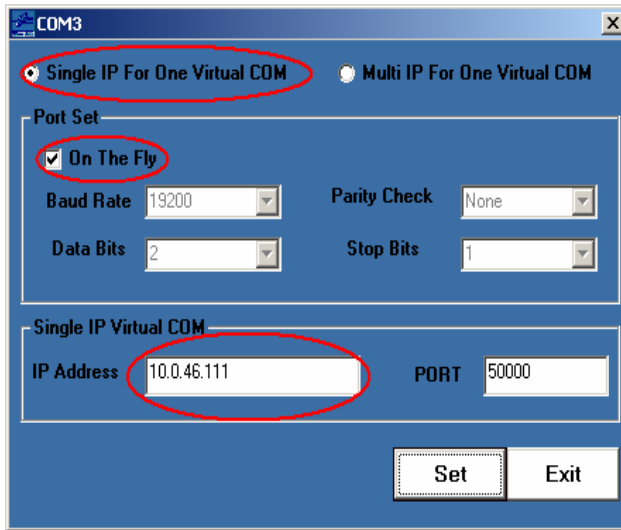 COM3
Single IP For One Virtual COM Multi IP For One Virtual COM
Port Set
On The Fly
Baud Rate 19200 Parity Check None
Data Bits 2 Stop Bits 1
Single IP Virtual COM
IP Address 10.0.46.111 PORT 50000
Set Exit